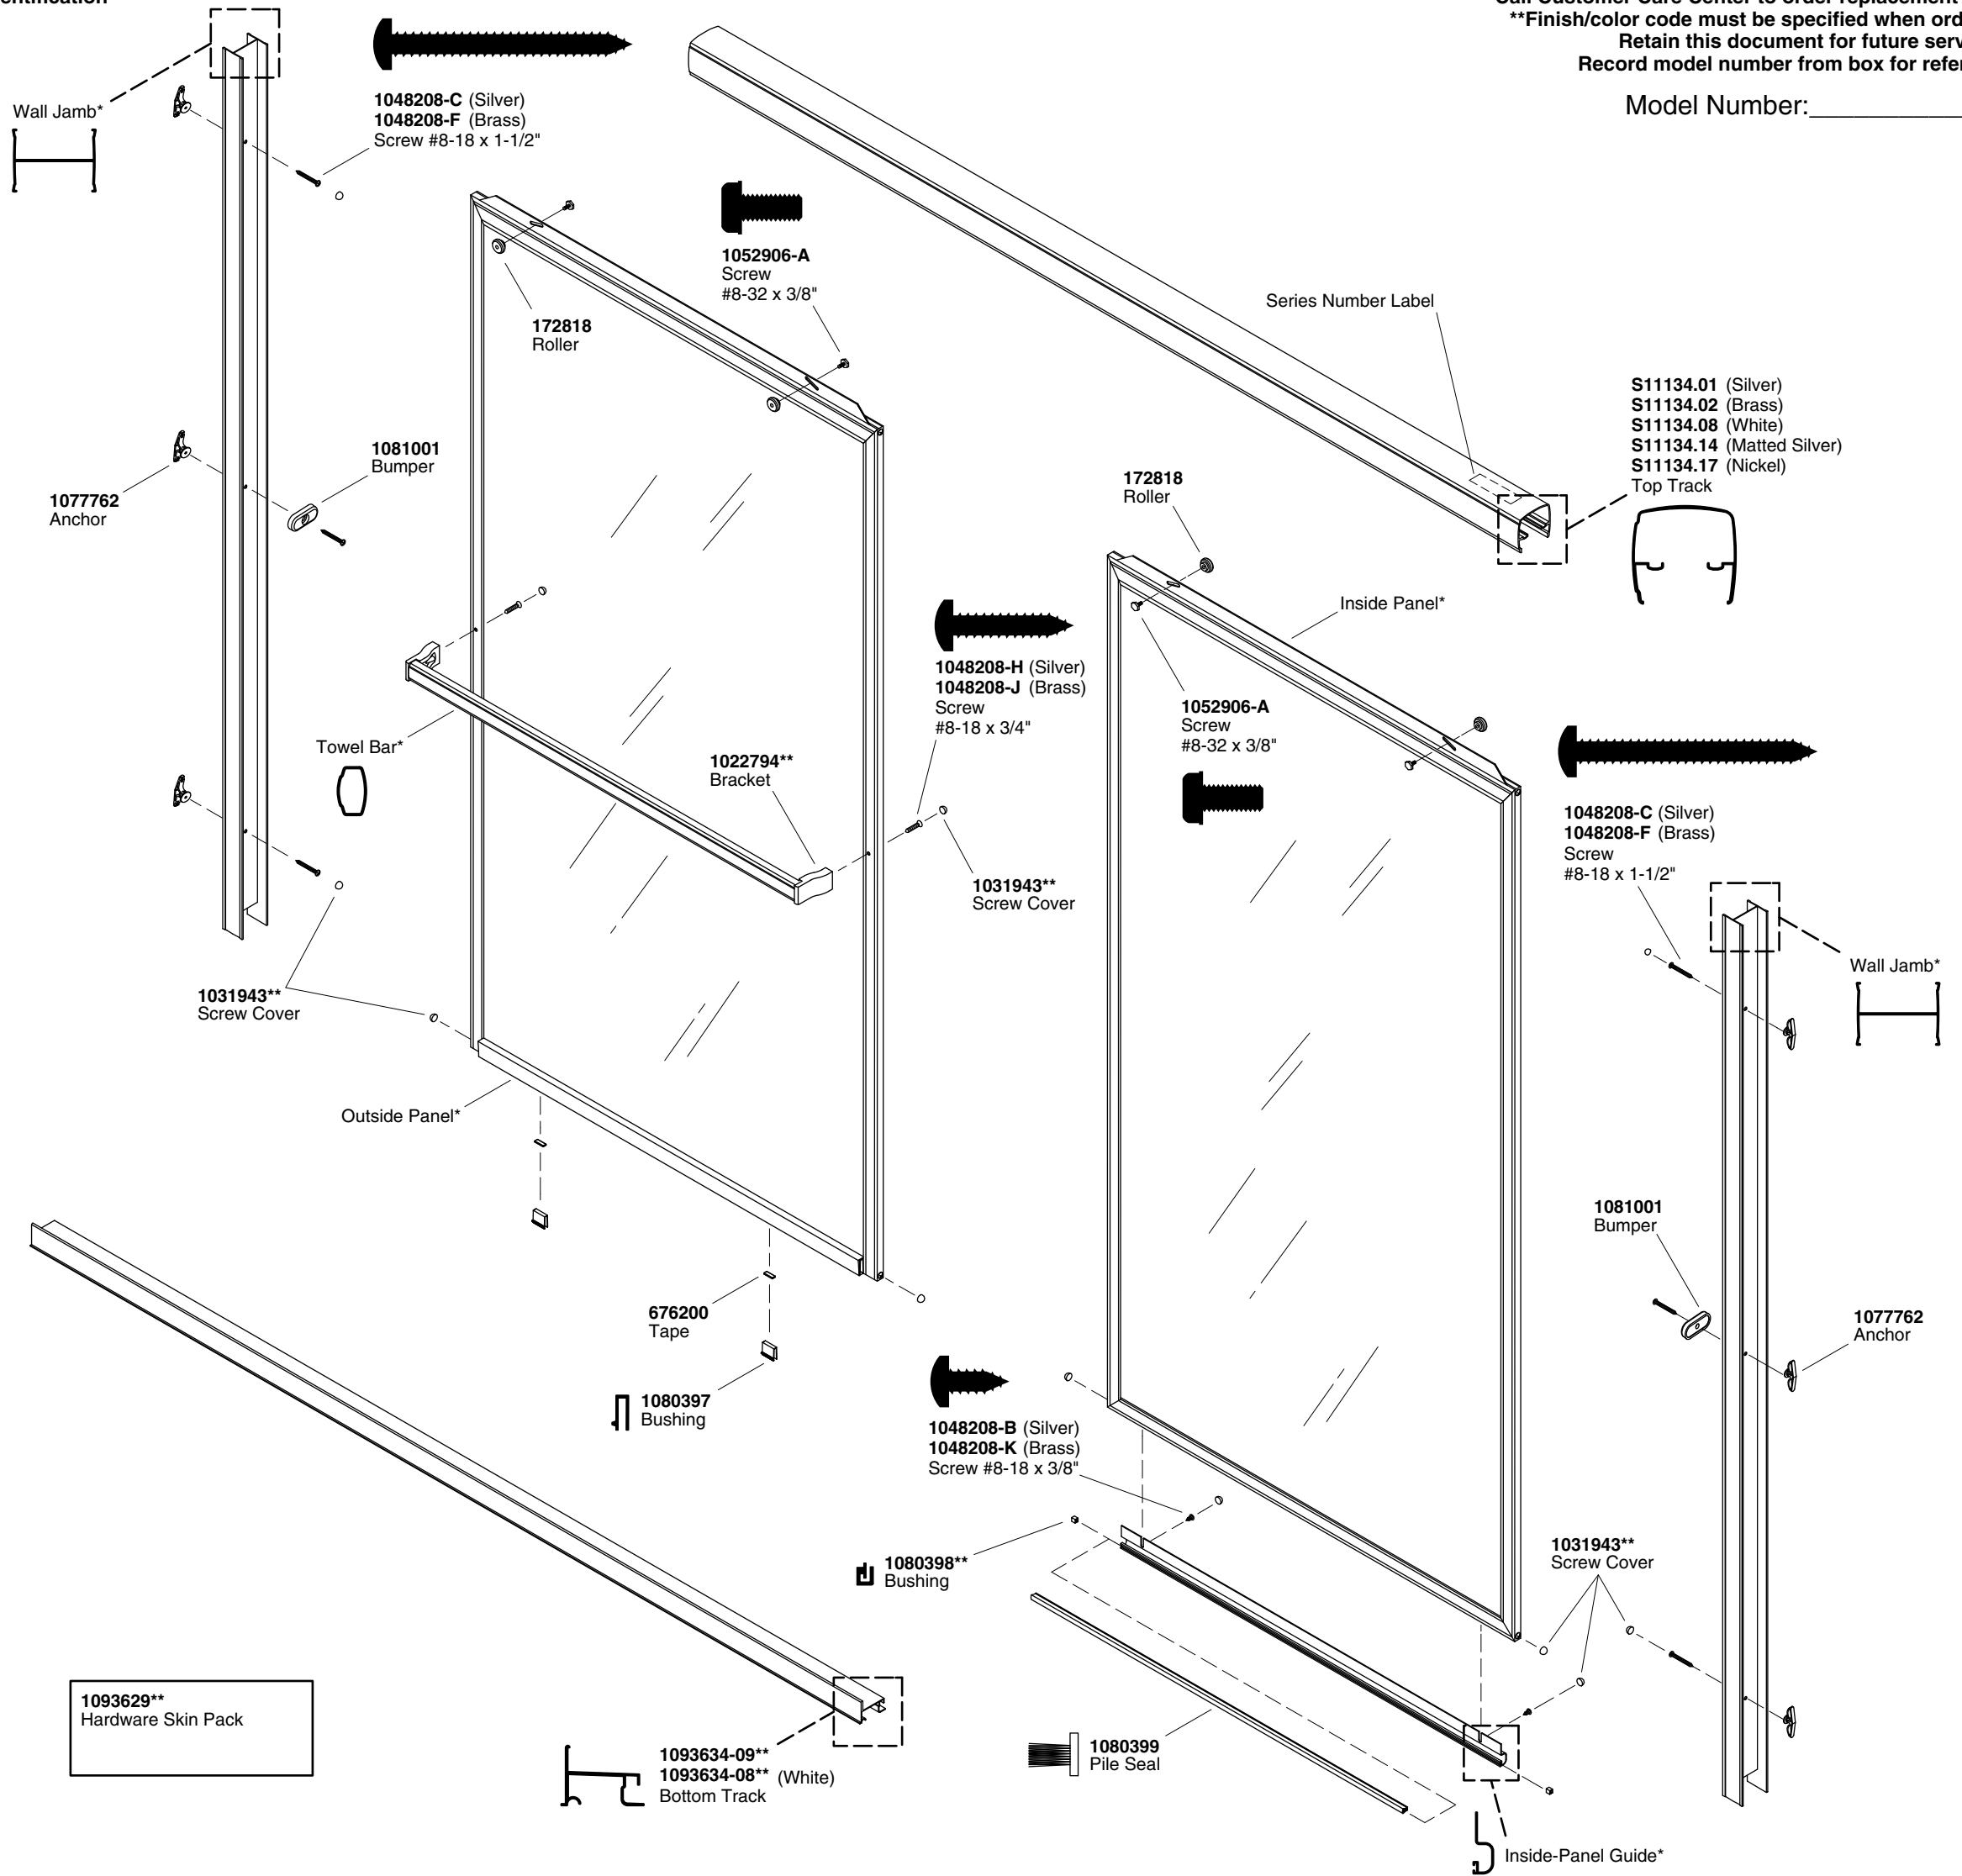 Call Customer Care Center to order replacement
**Finish/color code must be specified when
Retain this document for future
Record model number from box for
Model Number:
Wall Jamb*
1048208-C (Silver)
1048208-F (Brass)
Screw #8-18 x 1-1/2"
1052906-A
Screw
#8-32 x 3/8"
172818
Roller
Series Number Label
S11134.01 (Silver)
S11134.02 (Brass)
S11134.08 (White)
S11134.14 (Matted Silver)
S11134.17 (Nickel)
Top Track
1081001
Bumper
1077762
Anchor
172818
Roller
Inside Panel*
1048208-H (Silver)
1048208-J (Brass)
Screw
#8-18 x 3/4"
1052906-A
Screw
#8-32 x 3/8"
Towel Bar*
1022794**
Bracket
1048208-C (Silver)
1048208-F (Brass)
Screw
#8-18 x 1-1/2"
1031943**
Screw Cover
Wall Jamb*
1031943**
Screw Cover
Outside Panel*
1081001
Bumper
1077762
Anchor
676200
Tape
1080397
Bushing
1048208-B (Silver)
1048208-K (Brass)
Screw #8-18 x 3/8"
1080398**
Bushing
1031943**
Screw Cover
1093629**
Hardware Skin Pack
1093634-09**
1093634-08** (White)
Bottom Track
1080399
Pile Seal
Inside-Panel Guide*